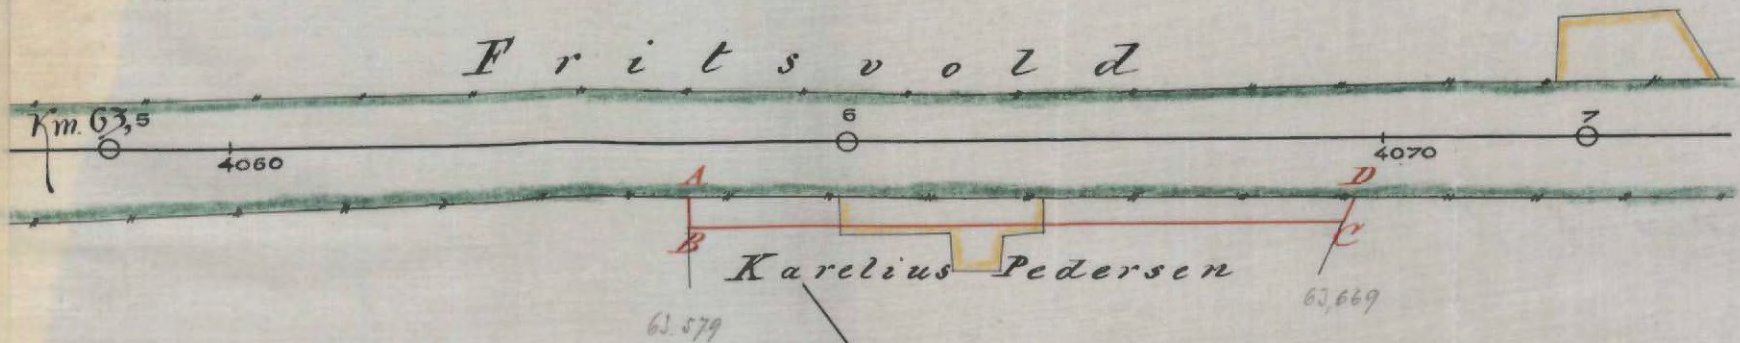 Fritsvold
Km. 63,5
6
7
4060
4070
A
D
B
C
Karelius Pedersen
63.579
63,669